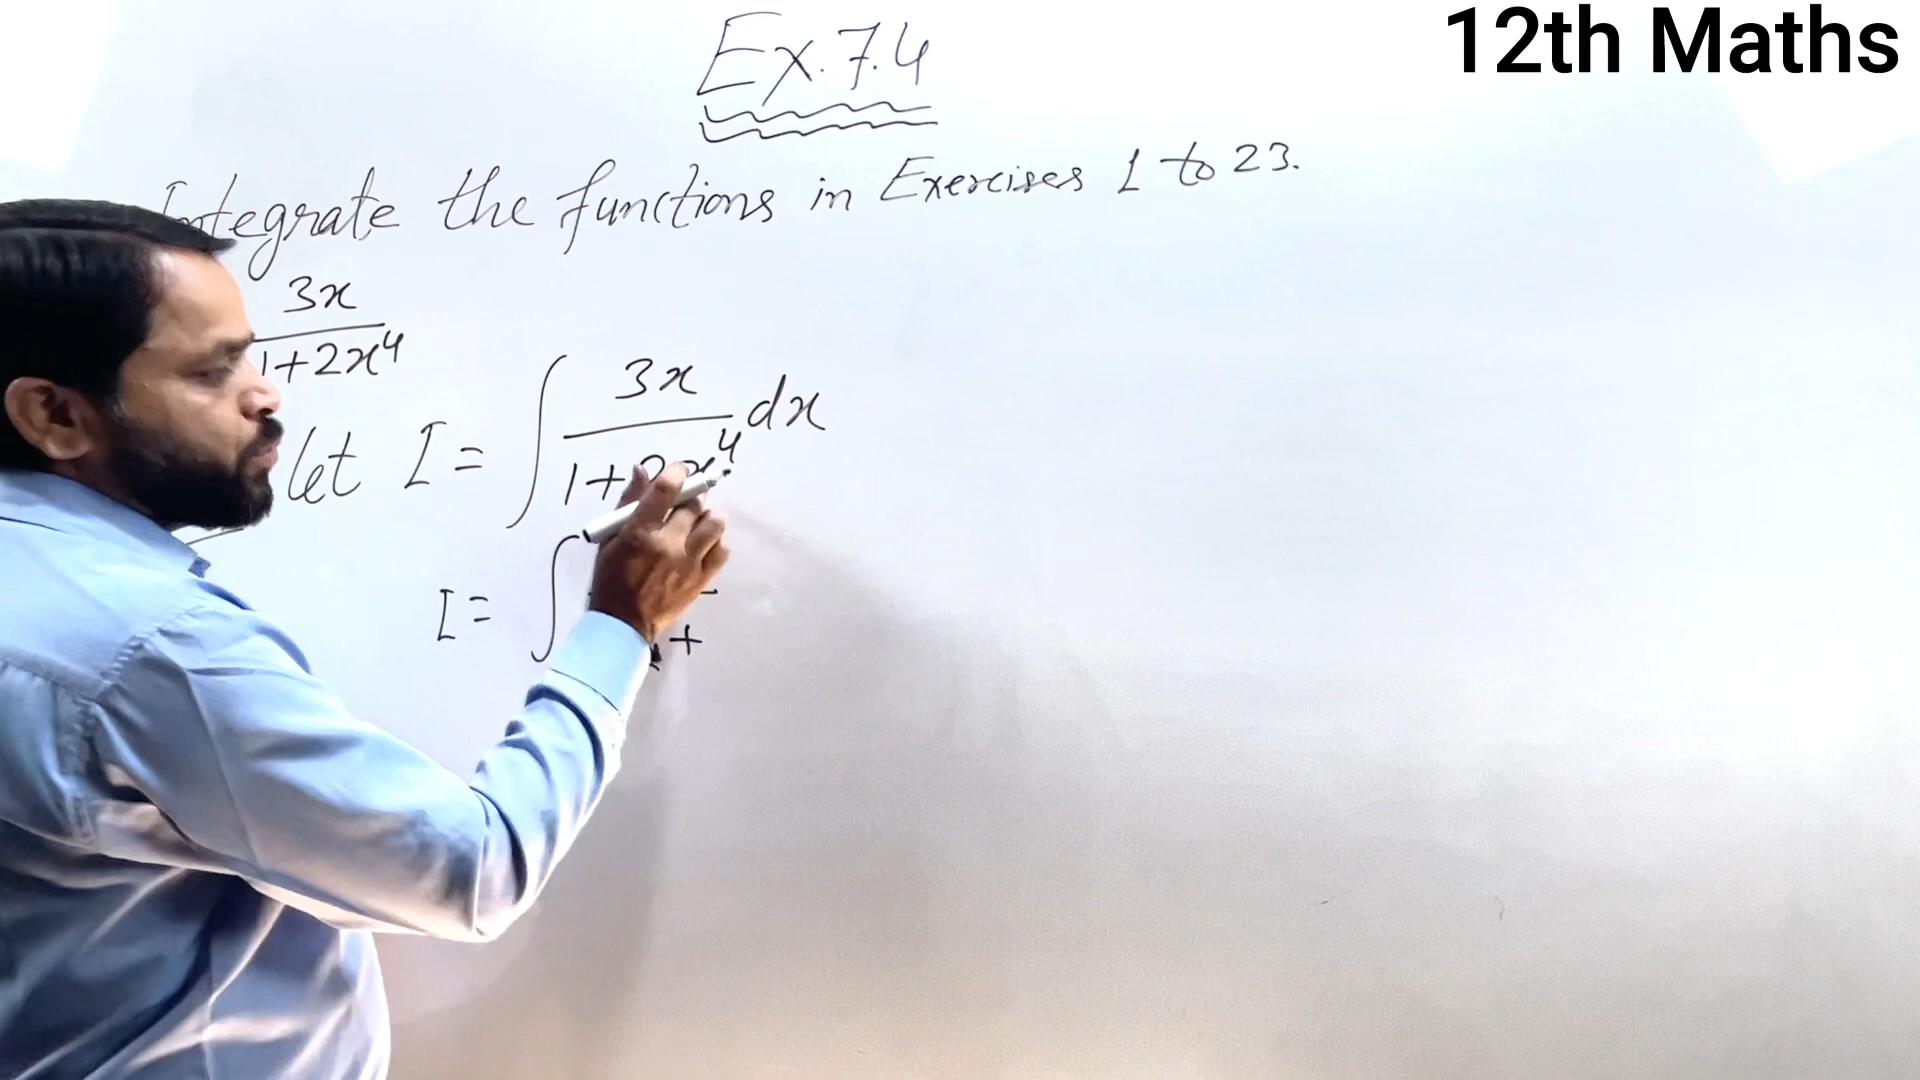 12th Maths
Ex. 7.4
Integrate the functions in Exercises 1 to 23.
3x
1+2x⁴
let I = ∫ 3x / 1+2x⁴ dx
I = ∫ +